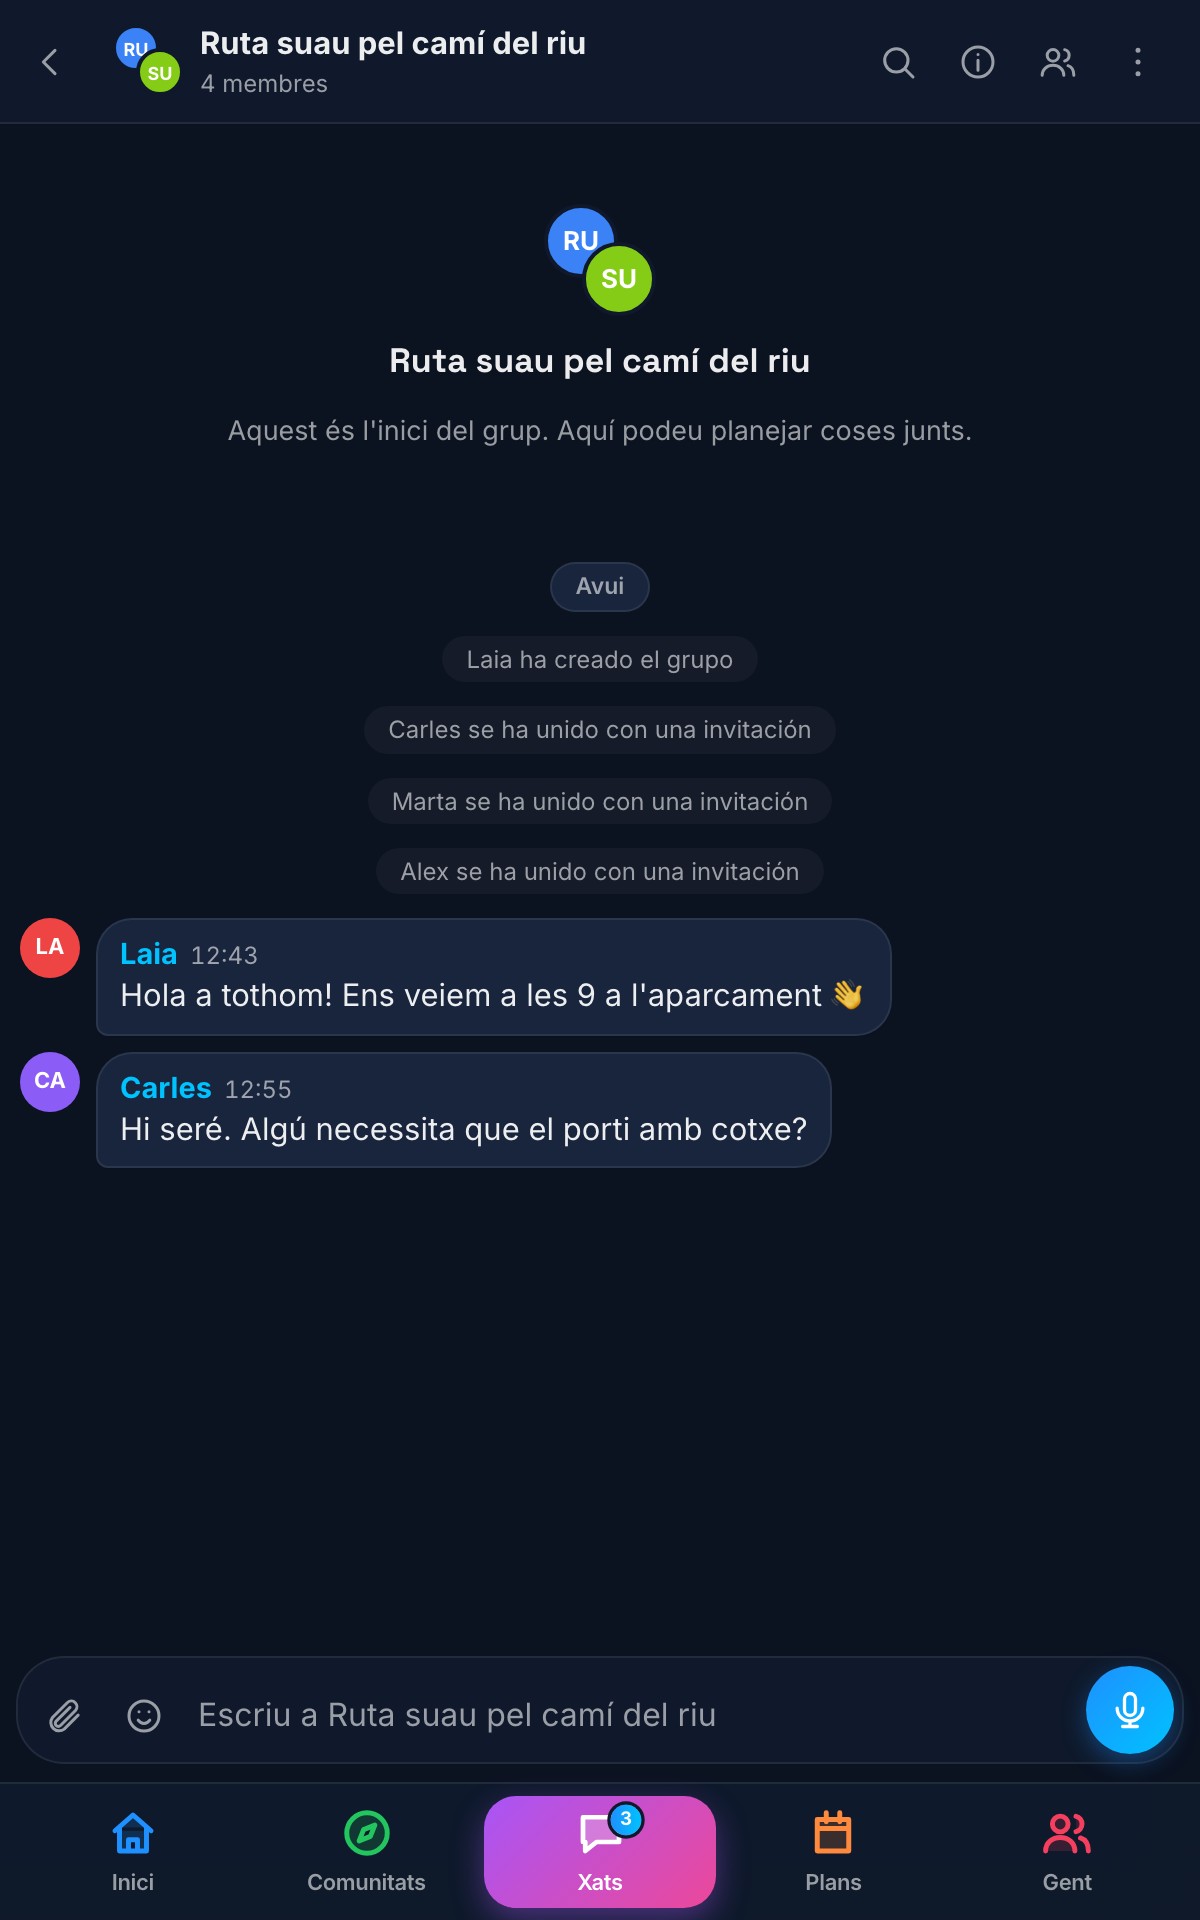 RU
SU
Ruta suau pel camí del riu
4 membres
RU
SU
Ruta suau pel camí del riu
Aquest és l'inici del grup. Aquí podeu planejar coses junts.
Avui
Laia ha creado el grupo
Carles se ha unido con una invitación
Marta se ha unido con una invitación
Alex se ha unido con una invitación
LA
Laia 12:43
Hola a tothom! Ens veiem a les 9 a l'aparcament 👋
CA
Carles 12:55
Hi seré. Algú necessita que el porti amb cotxe?
Escriu a Ruta suau pel camí del riu
3
Inici
Comunitats
Xats
Plans
Gent